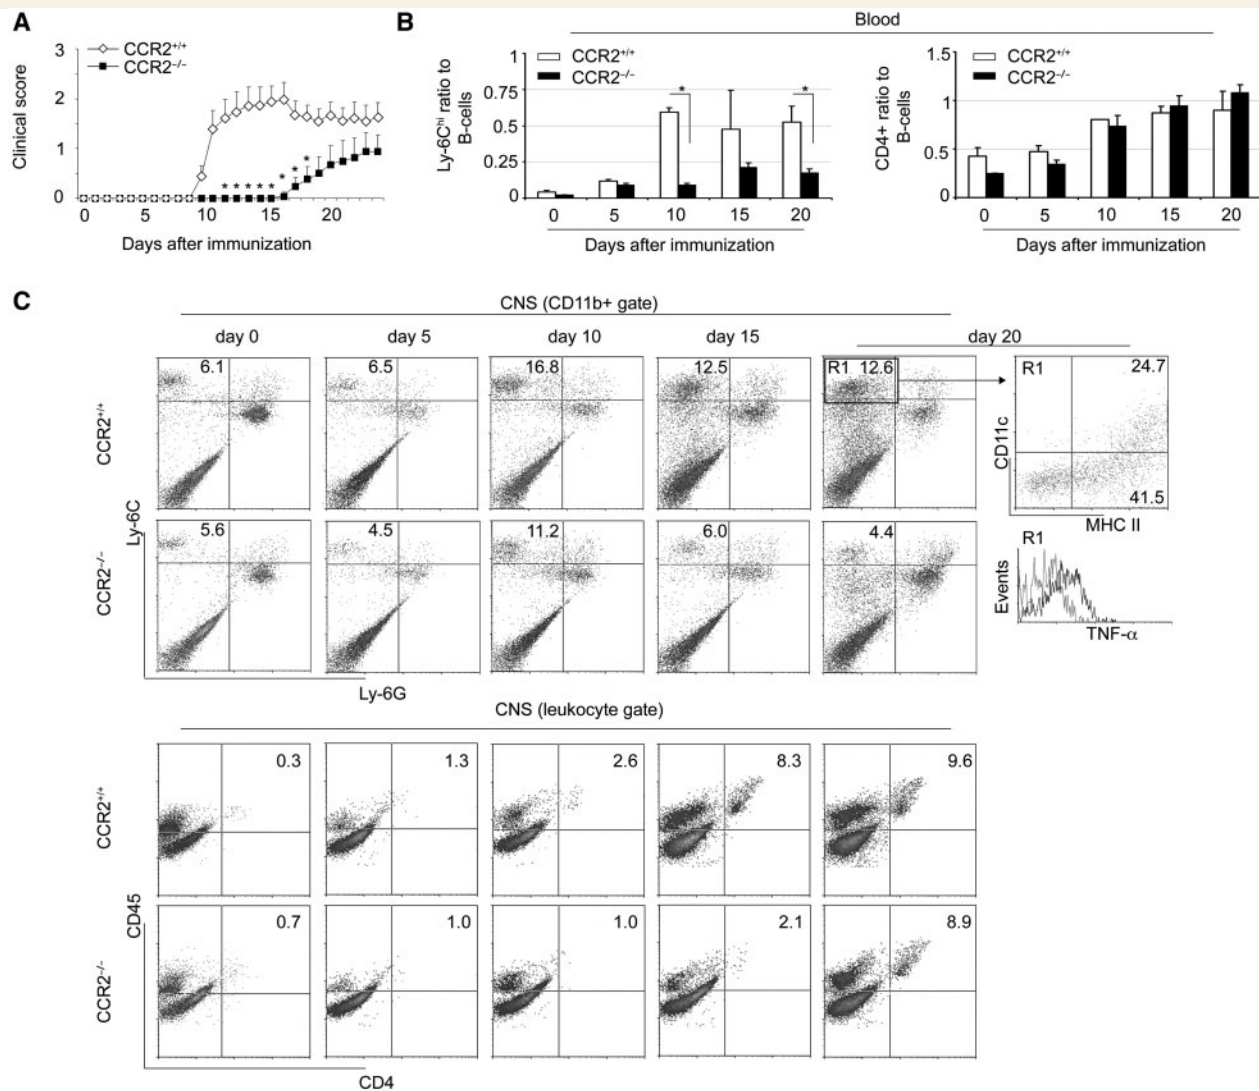 A
CCR2+/+
CCR2−/−
Clinical score
3
2
1
0
0 5 10 15 20
* * * * * * * *
Days after immunization
B
Blood
CCR2+/+
CCR2−/−
Ly-6Chi ratio to
B-cells
1
0.75
0.5
0.25
0
* *
0 5 10 15 20
Days after immunization
CCR2+/+
CCR2−/−
CD4+ ratio to
B-cells
1.5
1
0.5
0
0 5 10 15 20
Days after immunization
C
CNS (CD11b+ gate)
day 0 day 5 day 10 day 15 day 20
CCR2+/+
6.1 6.5 16.8 12.5 R1 12.6
R1 24.7
41.5
CD11c
MHC II
CCR2−/−
5.6 4.5 11.2 6.0 4.4
Ly-6C
Ly-6G
R1
Events
TNF-α
CNS (leukocyte gate)
CCR2+/+
0.3 1.3 2.6 8.3 9.6
CCR2−/−
0.7 1.0 1.0 2.1 8.9
CD45
CD4